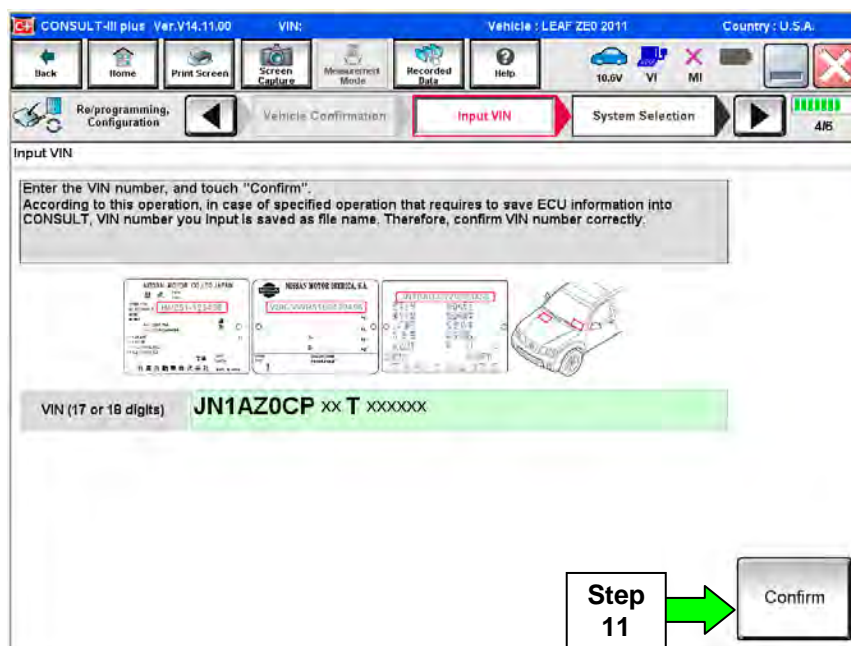 CONSULT-III plus Ver.V14.11.00 VIN: Vehicle : LEAF ZE0 2011 Country : U.S.A.
Back Home Print Screen Screen Capture Measurement Mode Recorded Data Help 10.6V VI MI
Re/programming, Configuration Vehicle Confirmation Input VIN System Selection 4/6
Input VIN
Enter the VIN number, and touch "Confirm".
According to this operation, in case of specified operation that requires to save ECU information into
CONSULT, VIN number you input is saved as file name. Therefore, confirm VIN number correctly.
NISSAN MOTOR CO.,LTD JAPAN
NISSAN MOTOR IBERICA, S.A.
VIN (17 or 18 digits) JN1AZ0CP xx T xxxxxx
Step
11
Confirm